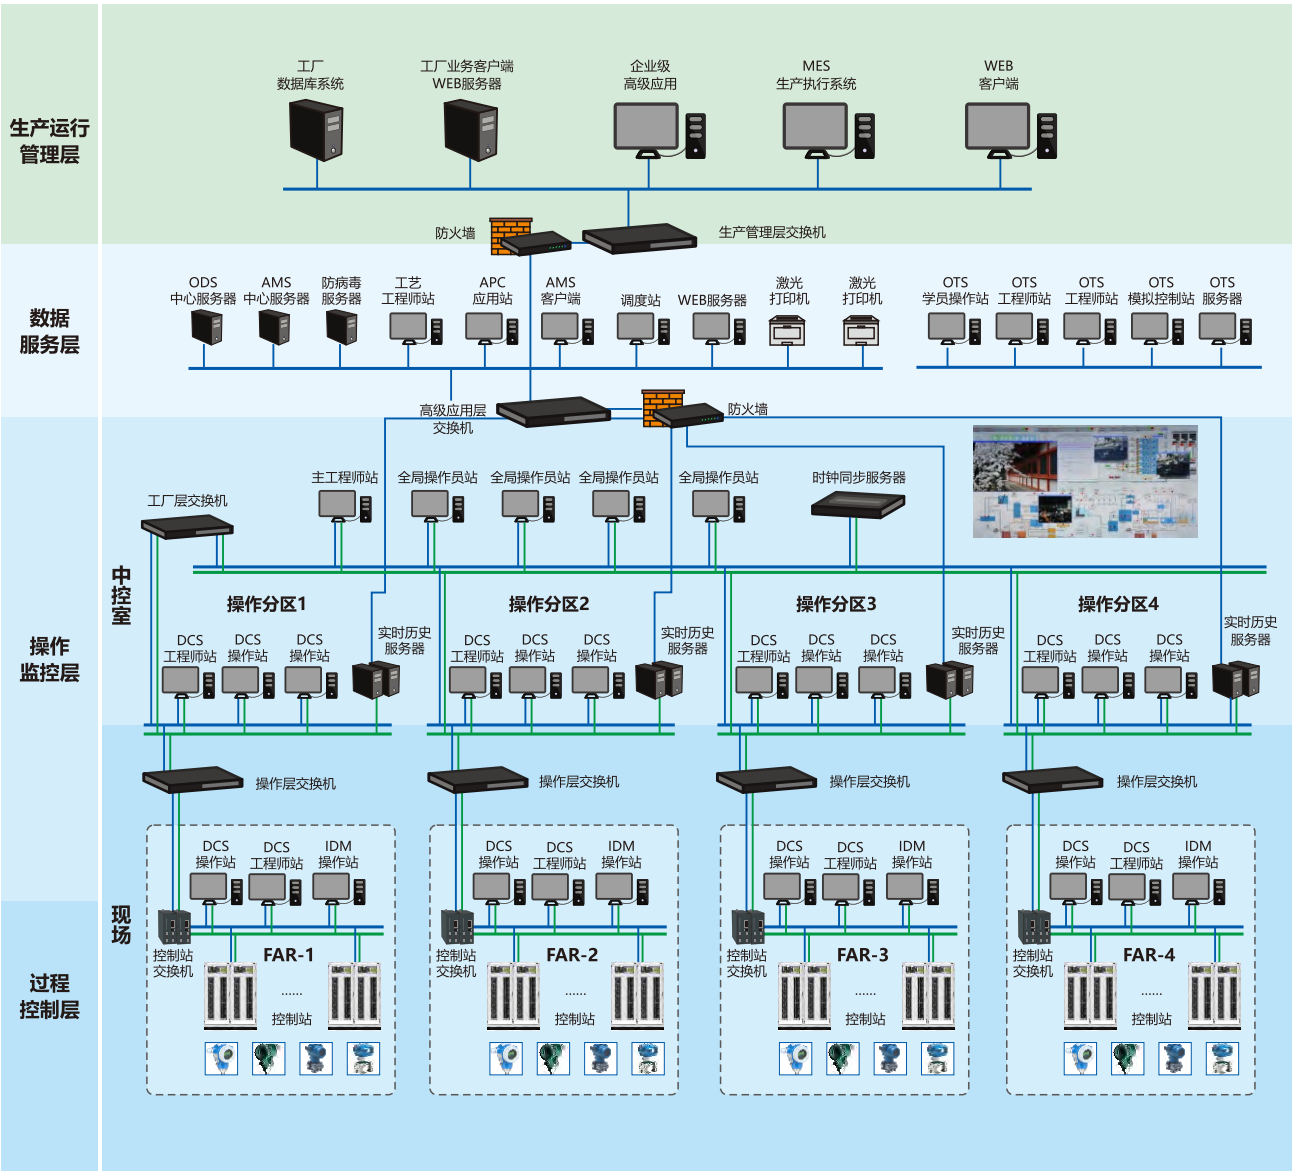 生产运行
管理层
工厂
数据库系统
工厂业务客户端
WEB服务器
企业级
高级应用
MES
生产执行系统
WEB
客户端
防火墙
生产管理层交换机
数据
服务层
ODS
中心服务器
AMS
中心服务器
防病毒
服务器
工艺
工程师站
APC
应用站
AMS
客户端
调度站
WEB服务器
激光
打印机
激光
打印机
OTS
学员操作站
OTS
工程师站
OTS
工程师站
OTS
模拟控制站
OTS
服务器
高级应用层
交换机
防火墙
操作
监控层
中控室
工厂层交换机
主工程师站
全局操作员站
全局操作员站
全局操作员站
全局操作员站
时钟同步服务器
操作分区1
DCS
工程师站
DCS
操作站
DCS
操作站
实时历史
服务器
操作分区2
DCS
工程师站
DCS
操作站
DCS
操作站
实时历史
服务器
操作分区3
DCS
工程师站
DCS
操作站
DCS
操作站
实时历史
服务器
操作分区4
DCS
工程师站
DCS
操作站
DCS
操作站
实时历史
服务器
操作层交换机
操作层交换机
操作层交换机
操作层交换机
过程
控制层
现场
DCS
操作站
DCS
工程师站
IDM
操作站
控制站
交换机
FAR-1
......
控制站
DCS
操作站
DCS
工程师站
IDM
操作站
控制站
交换机
FAR-2
......
控制站
DCS
操作站
DCS
工程师站
IDM
操作站
控制站
交换机
FAR-3
......
控制站
DCS
操作站
DCS
工程师站
IDM
操作站
控制站
交换机
FAR-4
......
控制站